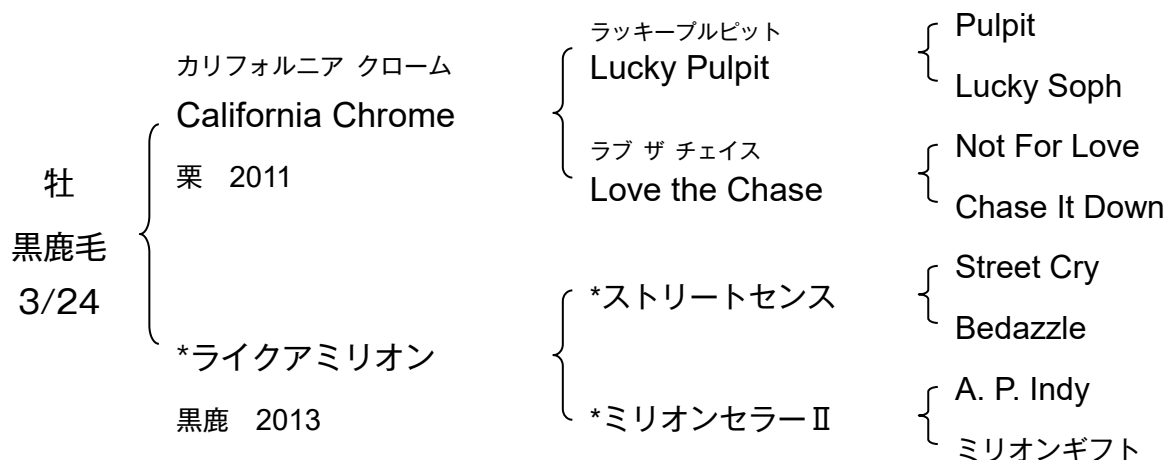 牡
黒鹿毛
3/24
カリフォルニア クローム
California Chrome
栗 2011
*ライクアミリオン
黒鹿 2013
ラッキープルピット
Lucky Pulpit
ラブ ザ チェイス
Love the Chase
*ストリートセンス
*ミリオンセラーⅡ
Pulpit
Lucky Soph
Not For Love
Chase It Down
Street Cry
Bedazzle
A. P. Indy
ミリオンギフト